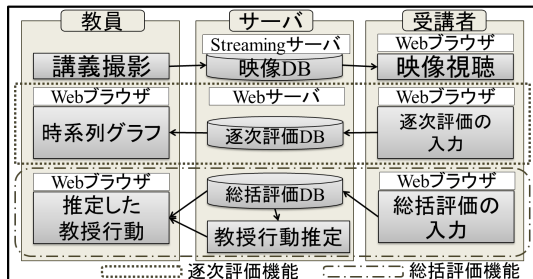 教員
サーバ
受講者
Streamingサーバ
Webブラウザ
講義撮影
映像DB
映像視聴
Webブラウザ
Webサーバ
Webブラウザ
時系列グラフ
逐次評価DB
逐次評価の
入力
Webブラウザ
総括評価DB
Webブラウザ
推定した
教授行動
教授行動推定
総括評価の
入力
逐次評価機能
総括評価機能